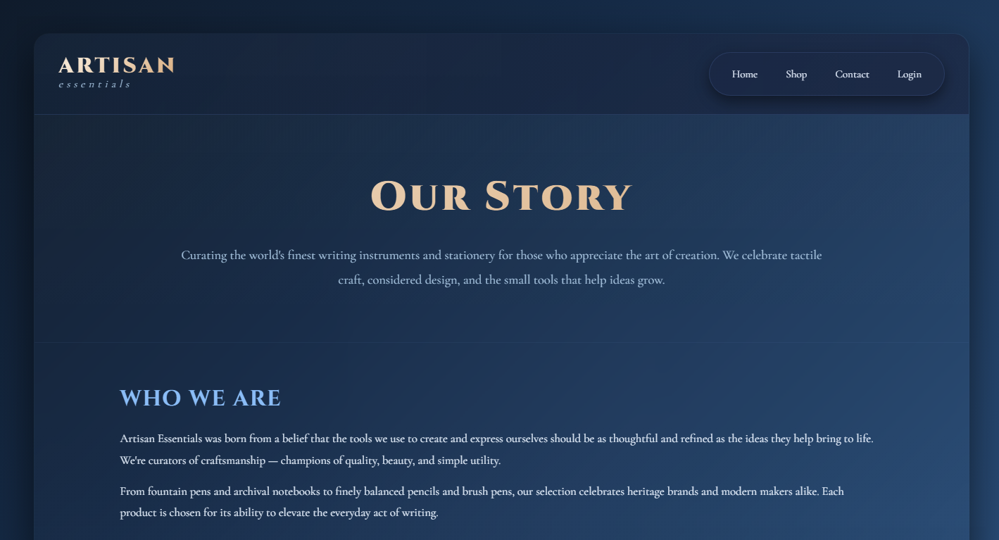 ARTISAN
essentials
Home Shop Contact Login
Our Story
Curating the world's finest writing instruments and stationery for those who appreciate the art of creation. We celebrate tactile
craft, considered design, and the small tools that help ideas grow.
WHO WE ARE
Artisan Essentials was born from a belief that the tools we use to create and express ourselves should be as thoughtful and refined as the ideas they help bring to life.
We're curators of craftsmanship — champions of quality, beauty, and simple utility.
From fountain pens and archival notebooks to finely balanced pencils and brush pens, our selection celebrates heritage brands and modern makers alike. Each
product is chosen for its ability to elevate the everyday act of writing.